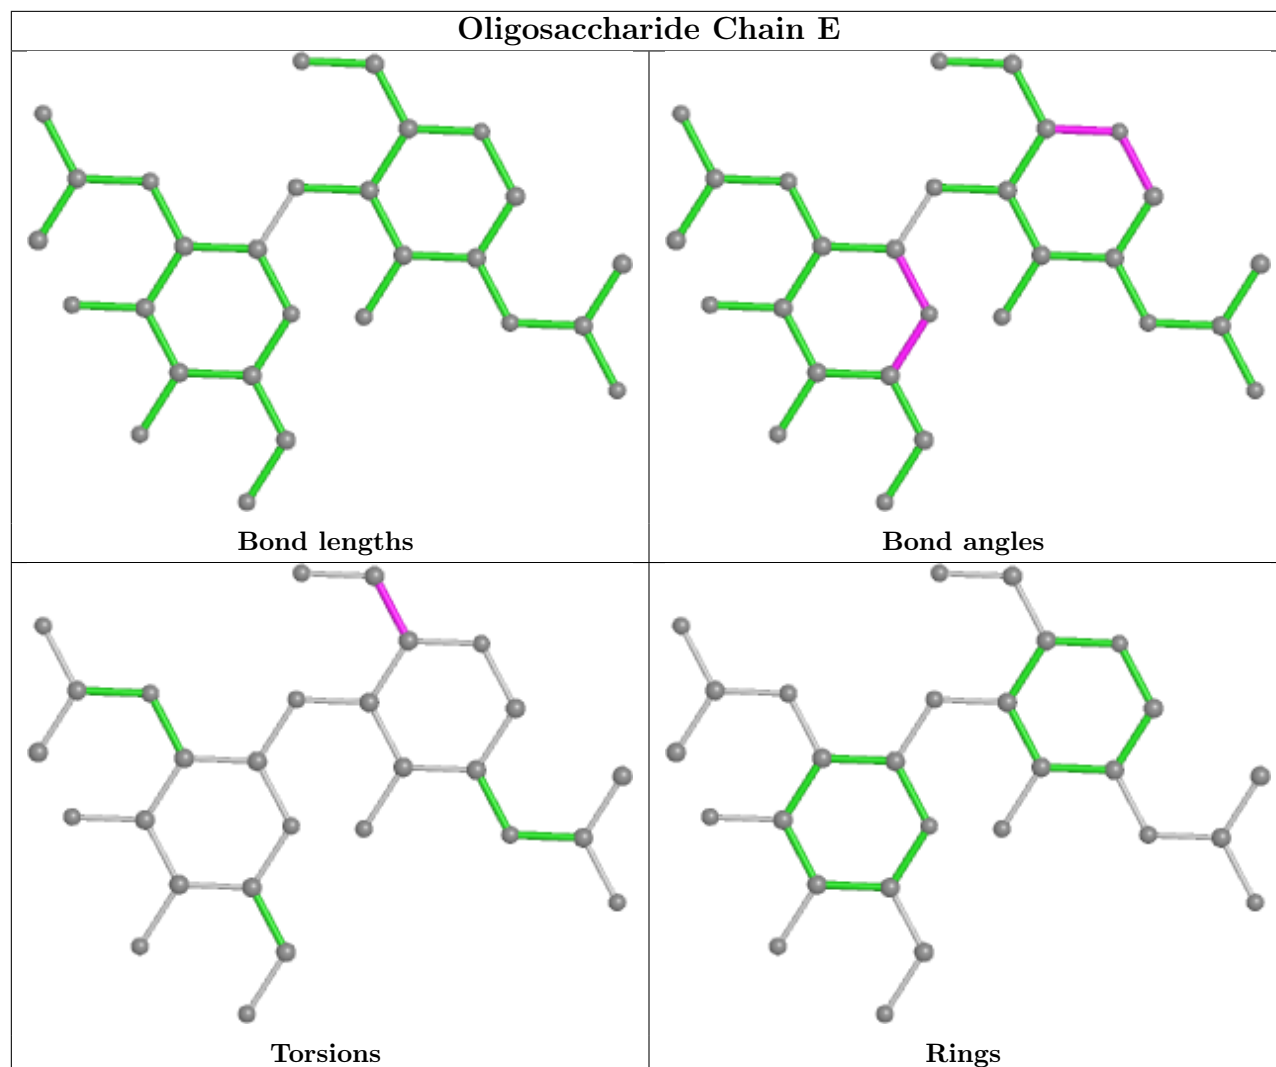 Oligosaccharide Chain E
Bond lengths
Bond angles
Torsions
Rings